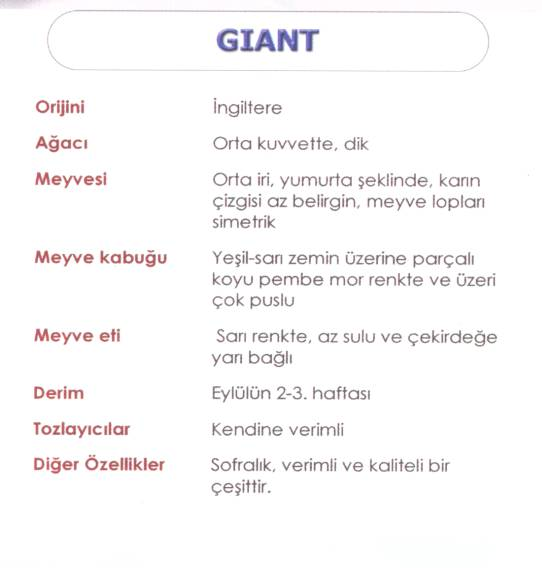 GIANT
Orijini İngiltere
Ağacı Orta kuvvette, dik
Meyvesi Orta iri, yumurta şeklinde, karın
çizgisi az belirgin, meyve lopları
simetrik
Meyve kabuğu Yeşil-sarı zemin üzerine parçalı
koyu pembe mor renkte ve üzeri
çok puslu
Meyve eti Sarı renkte, az sulu ve çekirdeğe
yarı bağlı
Derim Eylülün 2-3. haftası
Tozlayıcılar Kendine verimli
Diğer Özellikler Sofralık, verimli ve kaliteli bir
çeşittir.